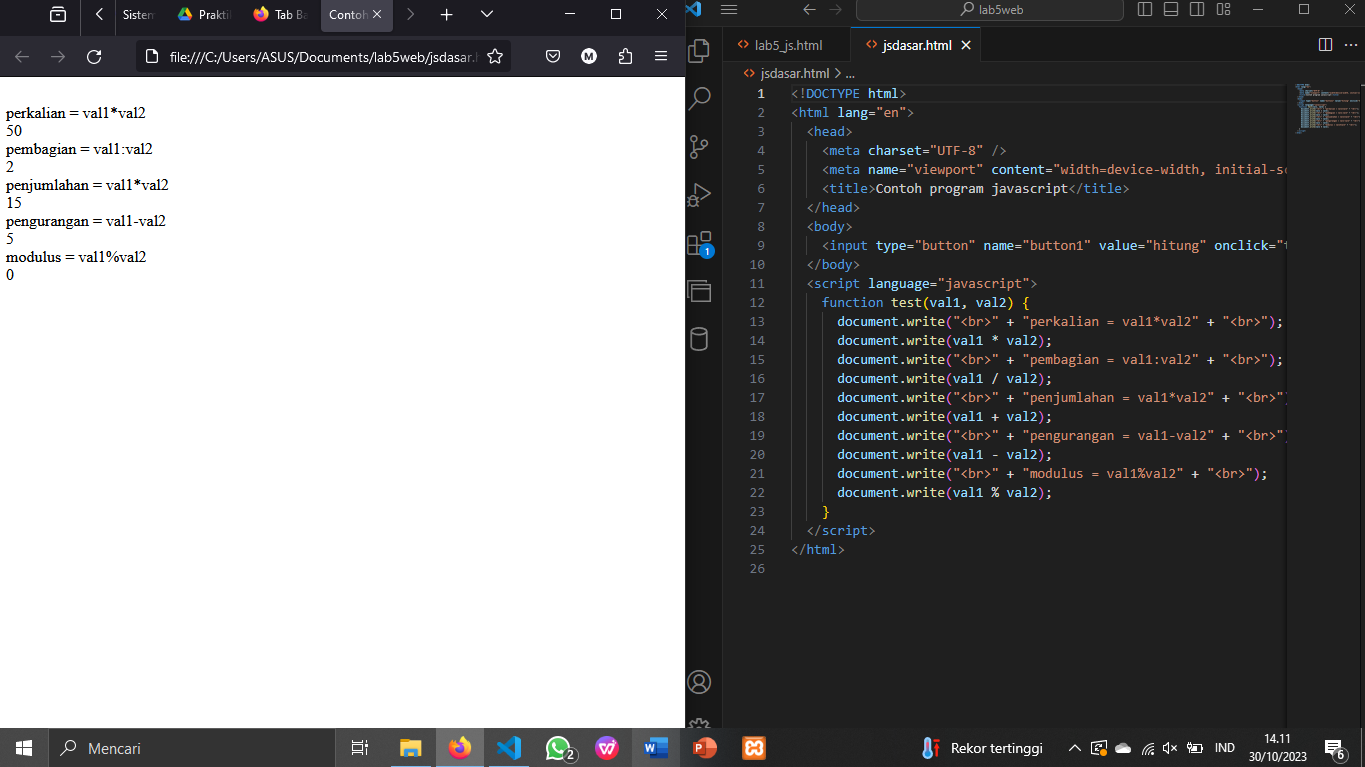 Sistem
Prakti
Tab Ba
Contoh
file:///C:/Users/ASUS/Documents/lab5web/jsdasar.h
M
perkalian = val1*val2
50
pembagian = val1:val2
2
penjumlahan = val1*val2
15
pengurangan = val1-val2
5
modulus = val1%val2
0
lab5web
lab5_js.html
jsdasar.html
jsdasar.html > ...
1
1 <!DOCTYPE html>
2 <html lang="en">
3 <head>
4 <meta charset="UTF-8" />
5 <meta name="viewport" content="width=device-width, initial-sc
6 <title>Contoh program javascript</title>
7 </head>
8 <body>
9 <input type="button" name="button1" value="hitung" onclick="t
10 </body>
11 <script language="javascript">
12 function test(val1, val2) {
13 document.write("<br>" + "perkalian = val1*val2" + "<br>");
14 document.write(val1 * val2);
15 document.write("<br>" + "pembagian = val1:val2" + "<br>");
16 document.write(val1 / val2);
17 document.write("<br>" + "penjumlahan = val1*val2" + "<br>")
18 document.write(val1 + val2);
19 document.write("<br>" + "pengurangan = val1-val2" + "<br>")
20 document.write(val1 - val2);
21 document.write("<br>" + "modulus = val1%val2" + "<br>");
22 document.write(val1 % val2);
23 }
24 </script>
25 </html>
26
Mencari
2
Rekor tertinggi
IND
14.11
30/10/2023
6